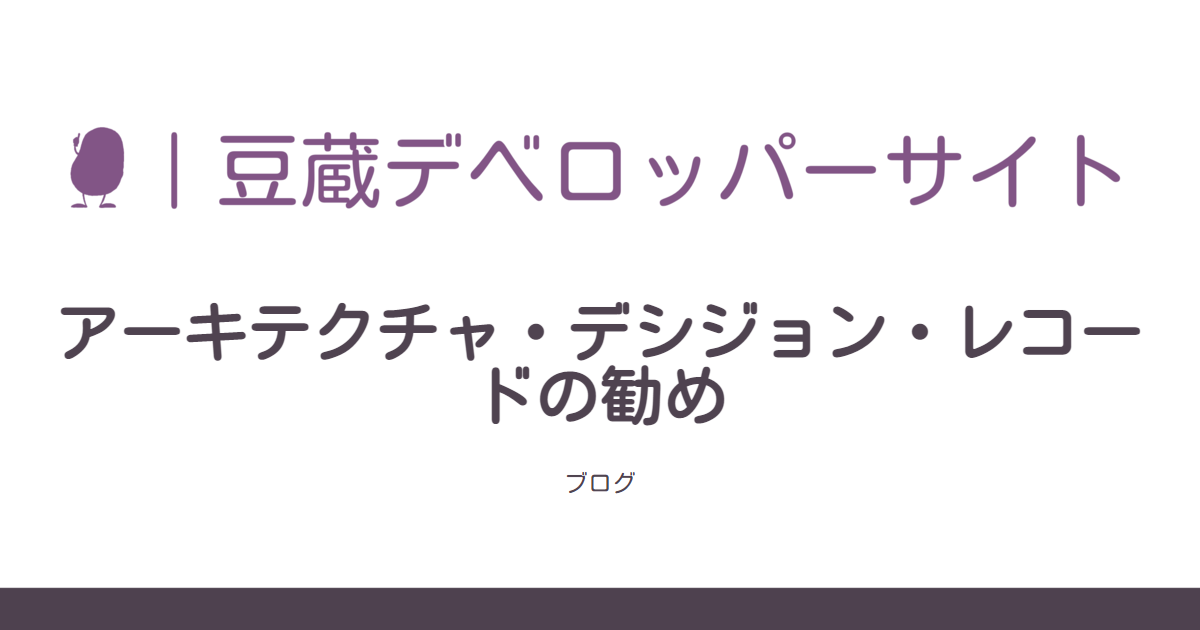 ｜豆蔵デベロッパーサイト
アーキテクチャ・デシジョン・レコー
ドの勧め
ブログ